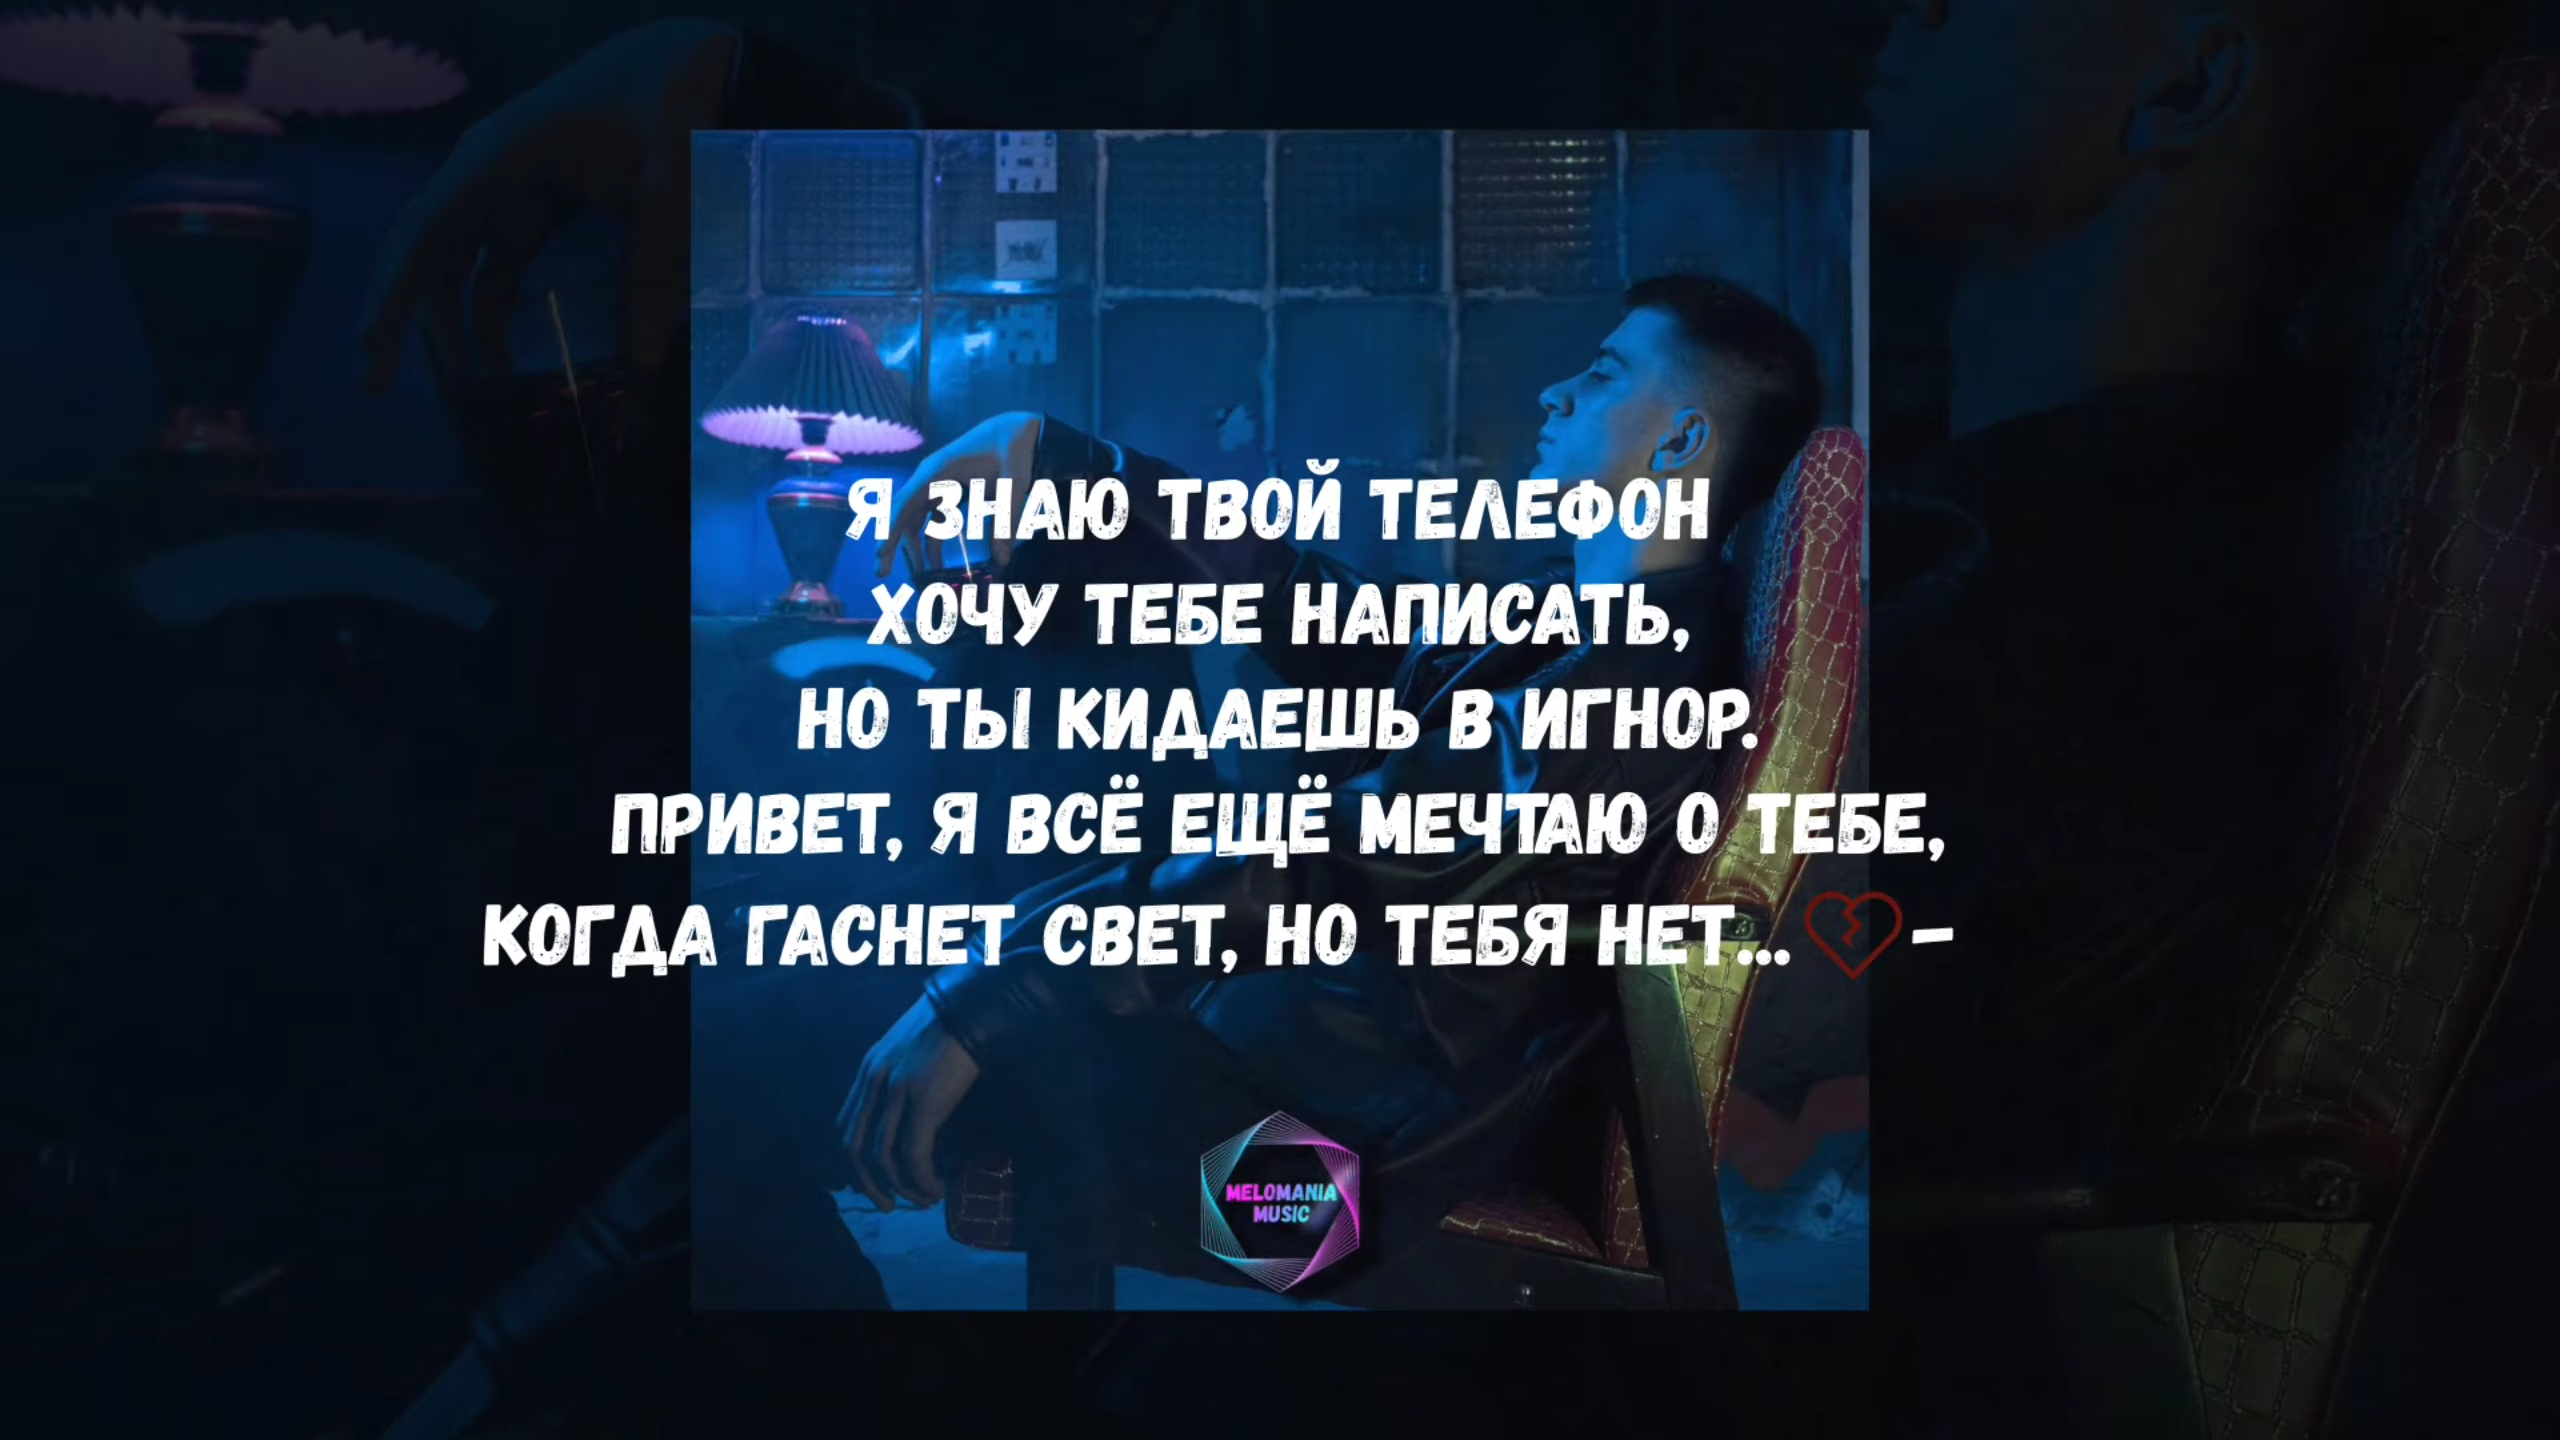 Я ЗНАЮ ТВОЙ ТЕЛЕФОН
ХОЧУ ТЕБЕ НАПИСАТЬ,
НО ТЫ КИДАЕШЬ В ИГНОР.
ПРИВЕТ, Я ВСЁ ЕЩЁ МЕЧТАЮ О ТЕБЕ,
КОГДА ГАСНЕТ СВЕТ, НО ТЕБЯ НЕТ...💔-
MELOMANIA
MUSIC